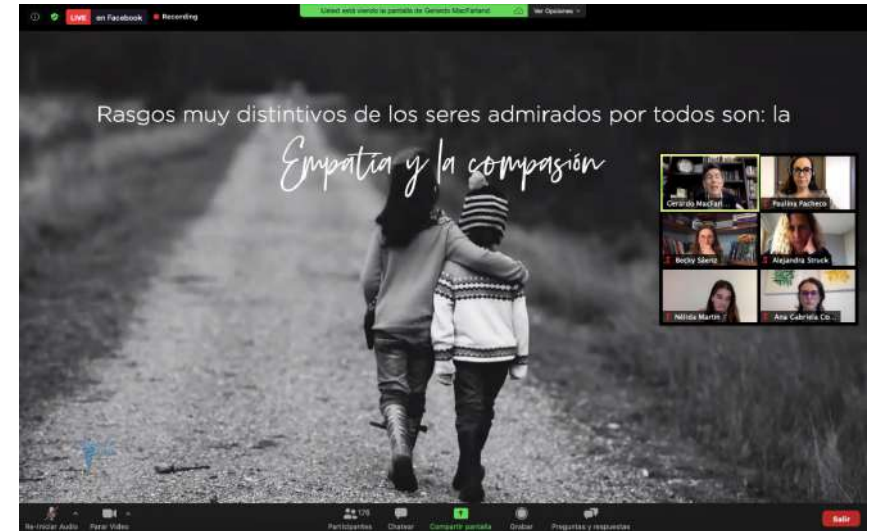 LIVE en Facebook Recording
Usted está viendo la pantalla de Gerardo MacFarland
Ver Opciones
Rasgos muy distintivos de los seres admirados por todos son: la
Empatía y la compasión
Gerardo MacFarl...
Paulina Pacheco
Becky Sáenz
Alejandra Struck
Nélida Martin
Ana Gabriela Co...
Re-Iniciar Audio
Parar Video
Participantes
176
Chatear
Compartir pantalla
Grabar
Preguntas y respuestas
Salir